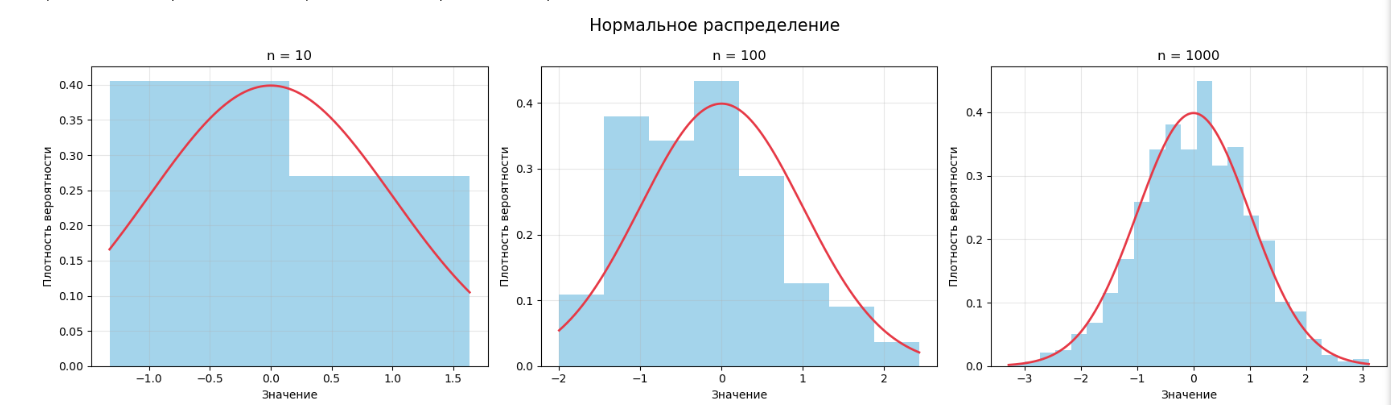 Нормальное распределение
n = 10
n = 100
n = 1000
Плотность вероятности
0.40
0.35
0.30
0.25
0.20
0.15
0.10
0.05
0.00
−1.0 −0.5 0.0 0.5 1.0 1.5
Значение
Плотность вероятности
0.4
0.3
0.2
0.1
0.0
−2 −1 0 1 2
Значение
Плотность вероятности
0.4
0.3
0.2
0.1
0.0
−3 −2 −1 0 1 2 3
Значение